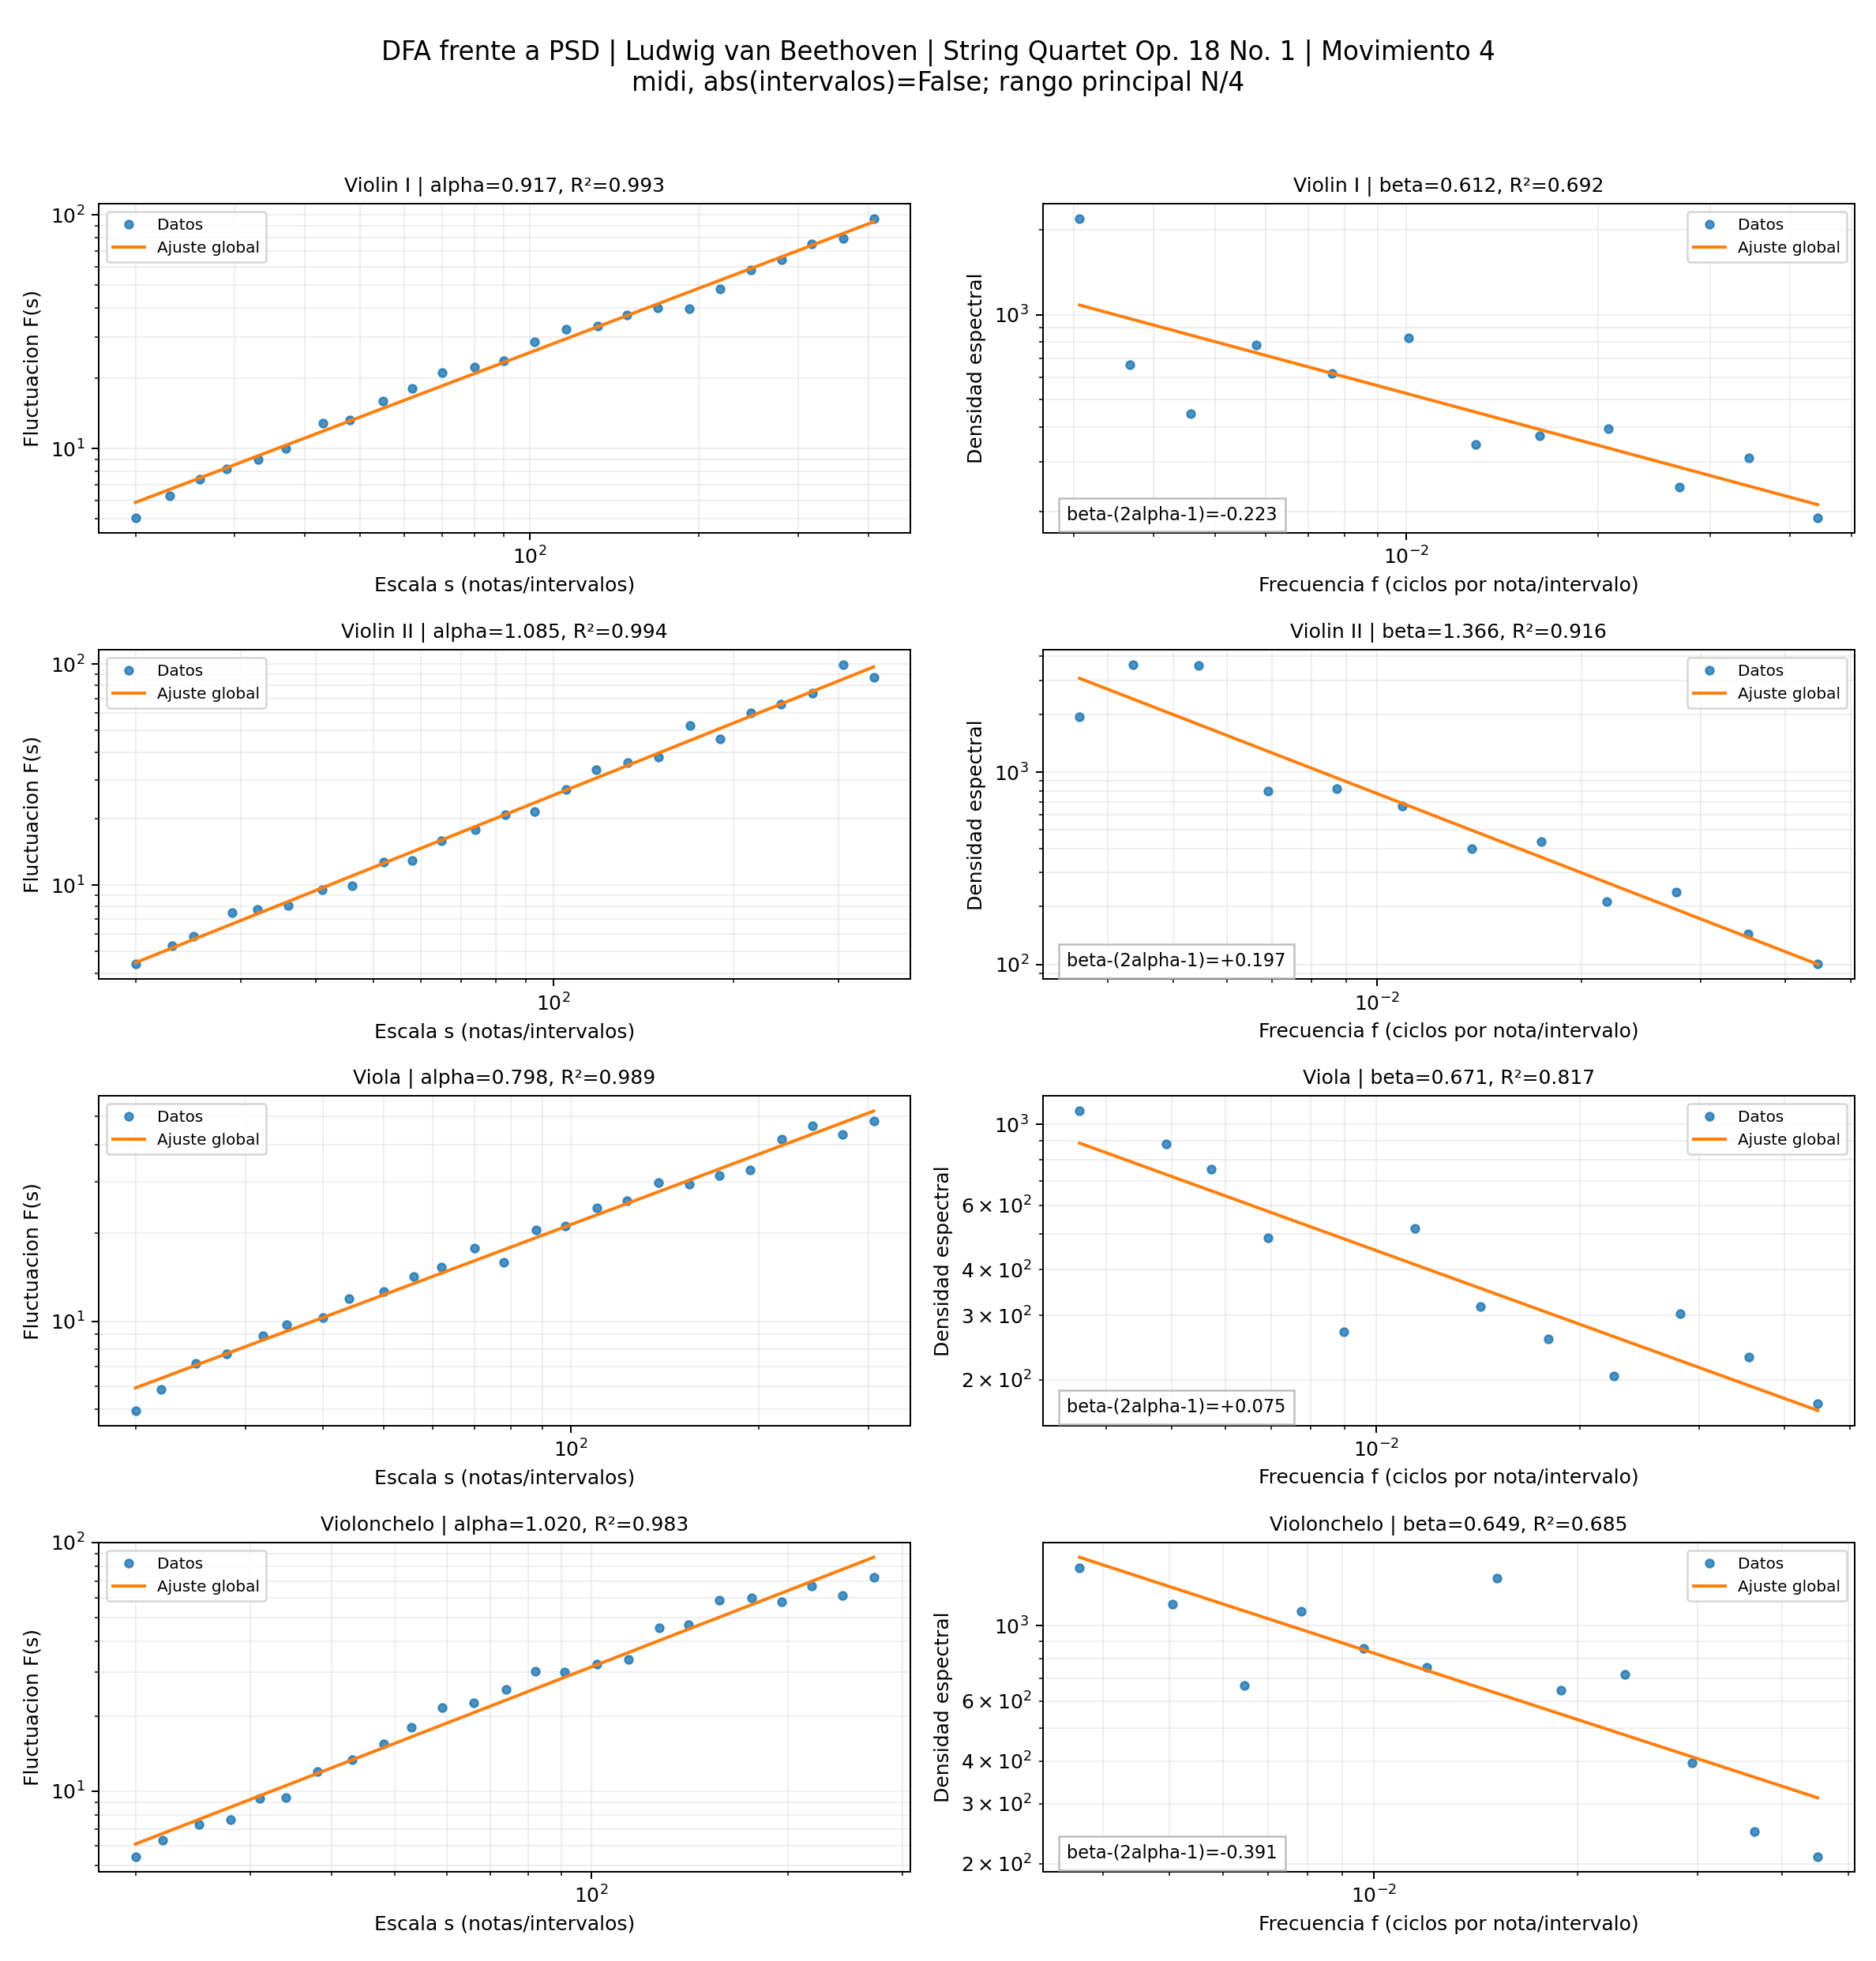 DFA frente a PSD | Ludwig van Beethoven | String Quartet Op. 18 No. 1 | Movimiento 4
midi, abs(intervalos)=False; rango principal N/4
Violin I | alpha=0.917, R²=0.993
Datos
Ajuste global
10²
10¹
Fluctuacion F(s)
10²
Escala s (notas/intervalos)
Violin I | beta=0.612, R²=0.692
Datos
Ajuste global
10³
Densidad espectral
beta-(2alpha-1)=-0.223
10⁻²
Frecuencia f (ciclos por nota/intervalo)
Violin II | alpha=1.085, R²=0.994
Datos
Ajuste global
10²
10¹
Fluctuacion F(s)
10²
Escala s (notas/intervalos)
Violin II | beta=1.366, R²=0.916
Datos
Ajuste global
10³
10²
Densidad espectral
beta-(2alpha-1)=+0.197
10⁻²
Frecuencia f (ciclos por nota/intervalo)
Viola | alpha=0.798, R²=0.989
Datos
Ajuste global
10¹
Fluctuacion F(s)
10²
Escala s (notas/intervalos)
Viola | beta=0.671, R²=0.817
Datos
Ajuste global
10³
6 × 10²
4 × 10²
3 × 10²
2 × 10²
Densidad espectral
beta-(2alpha-1)=+0.075
10⁻²
Frecuencia f (ciclos por nota/intervalo)
Violonchelo | alpha=1.020, R²=0.983
Datos
Ajuste global
10²
10¹
Fluctuacion F(s)
10²
Escala s (notas/intervalos)
Violonchelo | beta=0.649, R²=0.685
Datos
Ajuste global
10³
6 × 10²
4 × 10²
3 × 10²
2 × 10²
Densidad espectral
beta-(2alpha-1)=-0.391
10⁻²
Frecuencia f (ciclos por nota/intervalo)